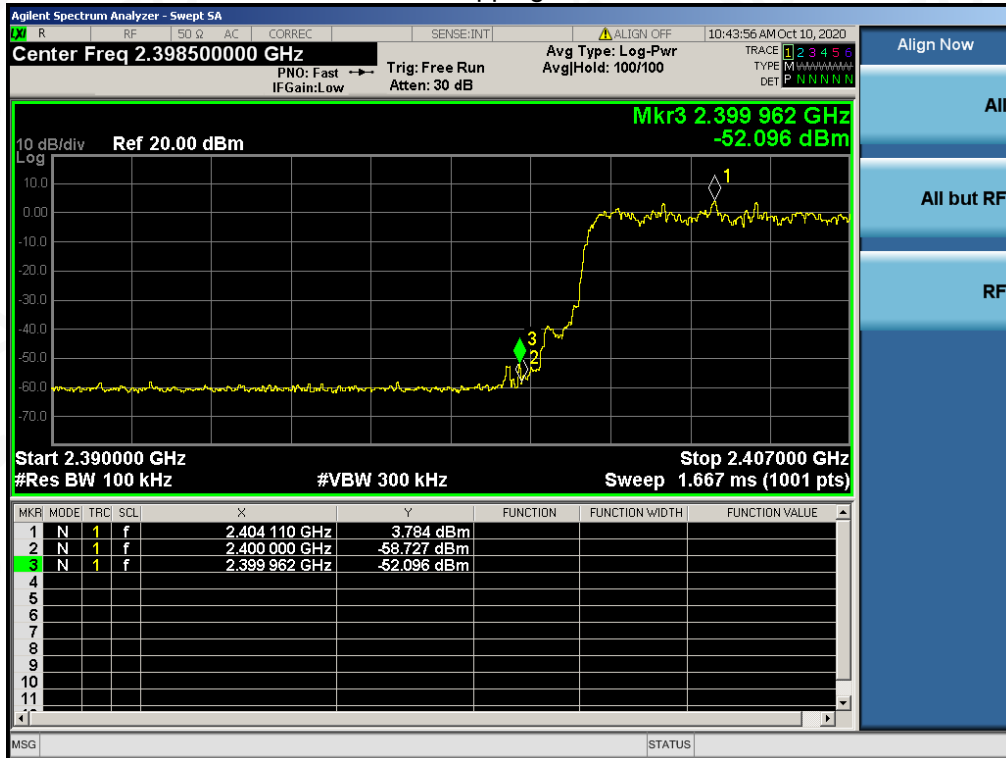 Agilent Spectrum Analyzer - Swept SA
LXI R RF 50 Ω AC CORREC SENSE:INT ALIGN OFF 10:43:56 AM Oct 10, 2020
Center Freq 2.398500000 GHz
PNO: Fast
IFGain:Low
Trig: Free Run
Atten: 30 dB
Avg Type: Log-Pwr
Avg|Hold: 100/100
TRACE 1 2 3 4 5 6
TYPE M WWWWW
DET P N N N N N
Align Now
All
All but RF
RF
Mkr3 2.399 962 GHz
-52.096 dBm
10 dB/div Ref 20.00 dBm
Log
10.0
0.00
-10.0
-20.0
-30.0
-40.0
-50.0
-60.0
-70.0
1
3
2
Start 2.390000 GHz Stop 2.407000 GHz
#Res BW 100 kHz #VBW 300 kHz Sweep 1.667 ms (1001 pts)
MKR MODE TRC SCL X Y FUNCTION FUNCTION WIDTH FUNCTION VALUE
1 N 1 f 2.404 110 GHz 3.784 dBm
2 N 1 f 2.400 000 GHz -58.727 dBm
3 N 1 f 2.399 962 GHz -52.096 dBm
4
5
6
7
8
9
10
11
MSG STATUS